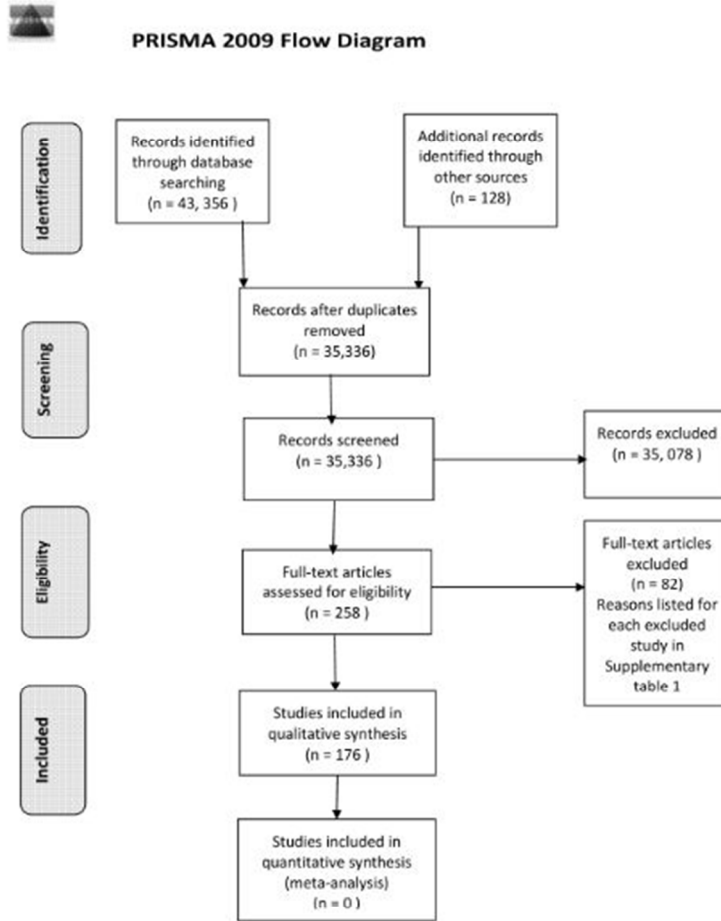 PRISMA 2009 Flow Diagram
Identification
Records identified
through database
searching
(n = 43, 356 )
Additional records
identified through
other sources
(n = 128)
Records after duplicates
removed
(n = 35,336)
Screening
Records screened
(n = 35,336 )
Records excluded
(n = 35, 078 )
Eligibility
Full-text articles
assessed for eligibility
(n = 258 )
Full-text articles
excluded
(n = 82)
Reasons listed for
each excluded
study in
Supplementary
table 1
Included
Studies included in
qualitative synthesis
(n = 176 )
Studies included in
quantitative synthesis
(meta-analysis)
(n = 0 )